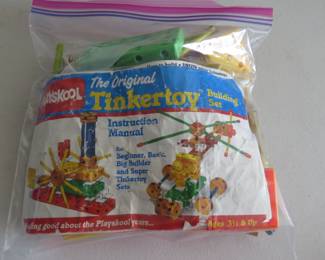 The Original
Tinkertoy
Building
Set
Instruction
Manual
for
Beginner, Basic,
Big Builder
and Super
Tinkertoy
Sets
good about the Playskool years...
Ages 3½ & Up